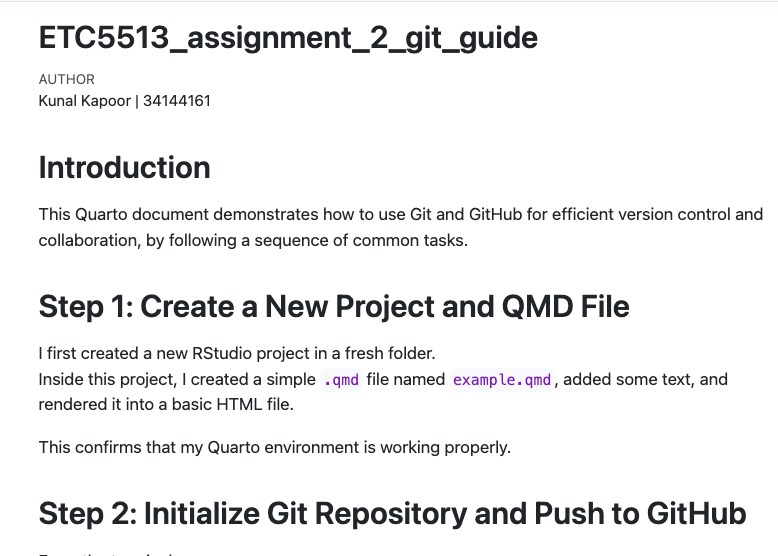 ETC5513_assignment_2_git_guide
AUTHOR
Kunal Kapoor | 34144161
Introduction
This Quarto document demonstrates how to use Git and GitHub for efficient version control and
collaboration, by following a sequence of common tasks.
Step 1: Create a New Project and QMD File
I first created a new RStudio project in a fresh folder.
Inside this project, I created a simple .qmd file named example.qmd, added some text, and
rendered it into a basic HTML file.
This confirms that my Quarto environment is working properly.
Step 2: Initialize Git Repository and Push to GitHub